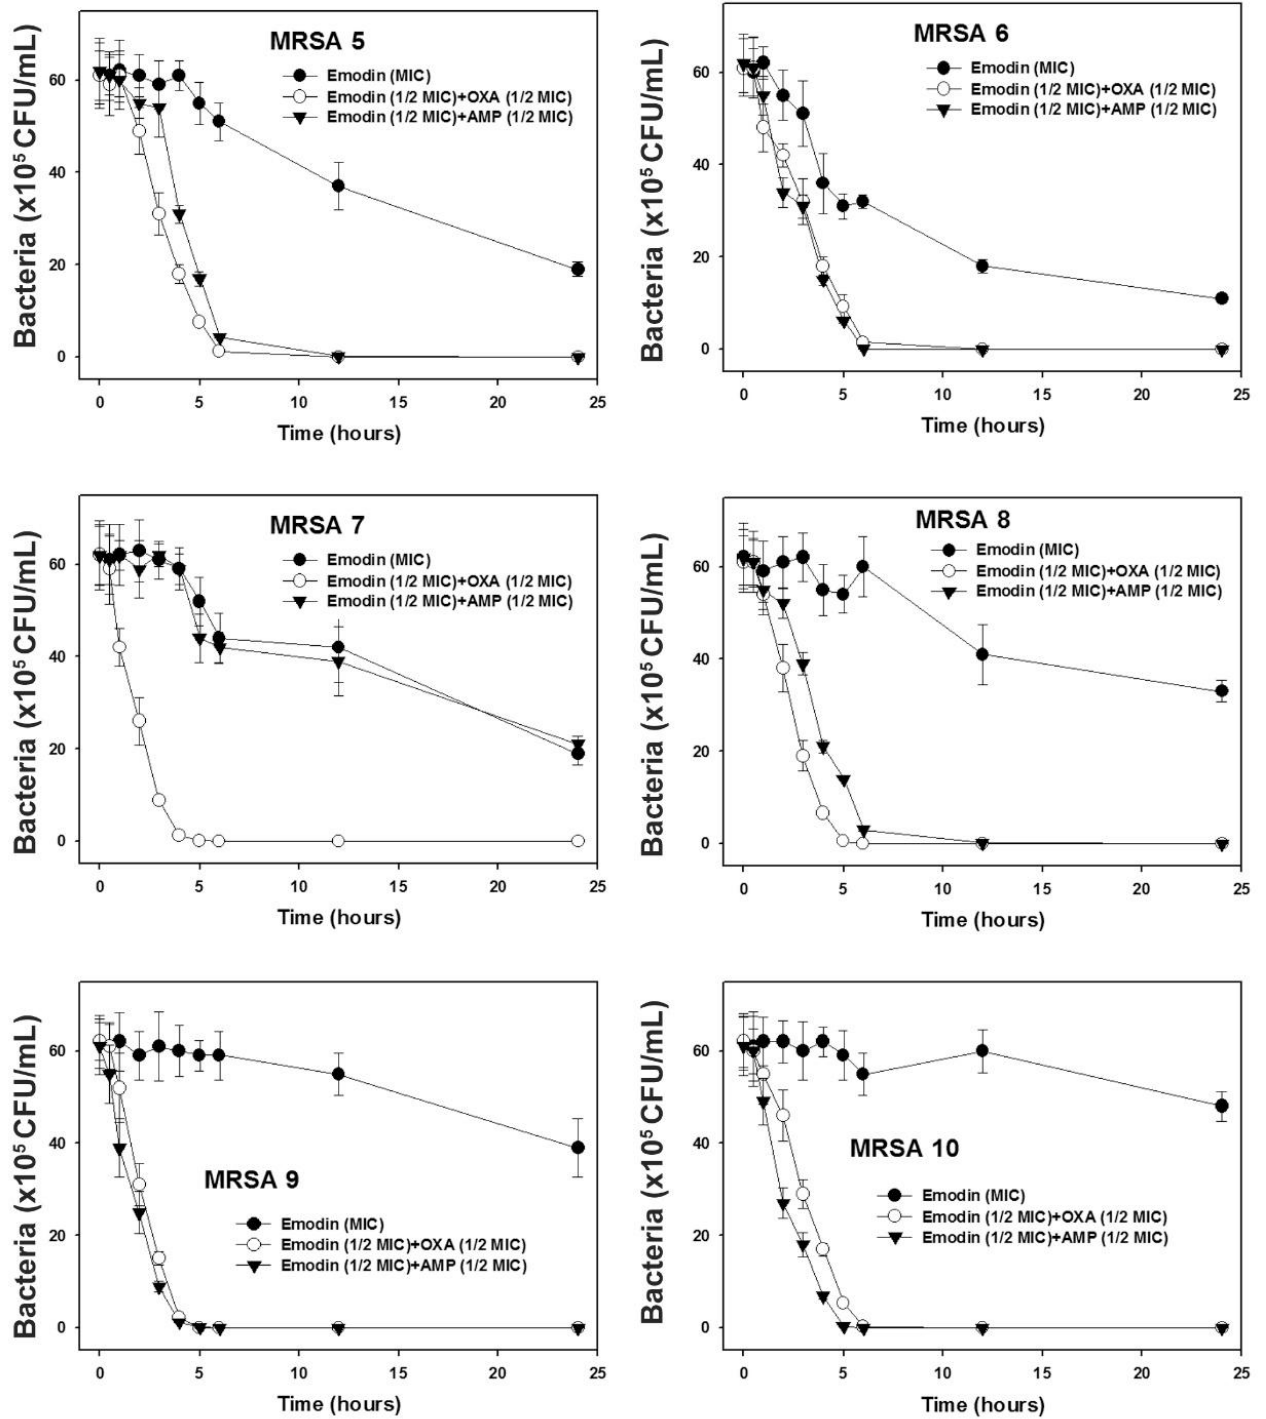 MRSA 5
Emodin (MIC)
Emodin (1/2 MIC)+OXA (1/2 MIC)
Emodin (1/2 MIC)+AMP (1/2 MIC)
Bacteria (x10⁵ CFU/mL)
60
40
20
0
0 5 10 15 20 25
Time (hours)
MRSA 6
Emodin (MIC)
Emodin (1/2 MIC)+OXA (1/2 MIC)
Emodin (1/2 MIC)+AMP (1/2 MIC)
Bacteria (x10⁵ CFU/mL)
60
40
20
0
0 5 10 15 20 25
Time (hours)
MRSA 7
Emodin (MIC)
Emodin (1/2 MIC)+OXA (1/2 MIC)
Emodin (1/2 MIC)+AMP (1/2 MIC)
Bacteria (x10⁵ CFU/mL)
60
40
20
0
0 5 10 15 20 25
Time (hours)
MRSA 8
Emodin (MIC)
Emodin (1/2 MIC)+OXA (1/2 MIC)
Emodin (1/2 MIC)+AMP (1/2 MIC)
Bacteria (x10⁵ CFU/mL)
60
40
20
0
0 5 10 15 20 25
Time (hours)
MRSA 9
Emodin (MIC)
Emodin (1/2 MIC)+OXA (1/2 MIC)
Emodin (1/2 MIC)+AMP (1/2 MIC)
Bacteria (x10⁵ CFU/mL)
60
40
20
0
0 5 10 15 20 25
Time (hours)
MRSA 10
Emodin (MIC)
Emodin (1/2 MIC)+OXA (1/2 MIC)
Emodin (1/2 MIC)+AMP (1/2 MIC)
Bacteria (x10⁵ CFU/mL)
60
40
20
0
0 5 10 15 20 25
Time (hours)